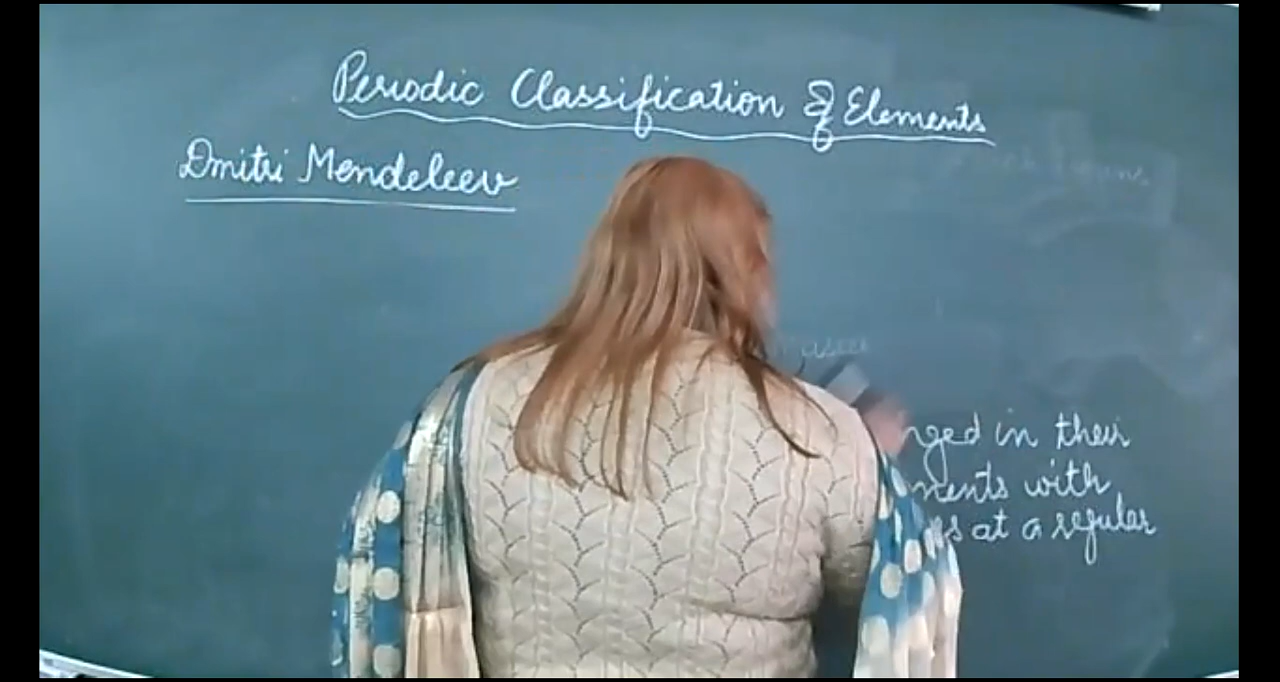 Periodic Classification of Elements
Dmitri Mendeleev
nged in their
ments with
s at a regular